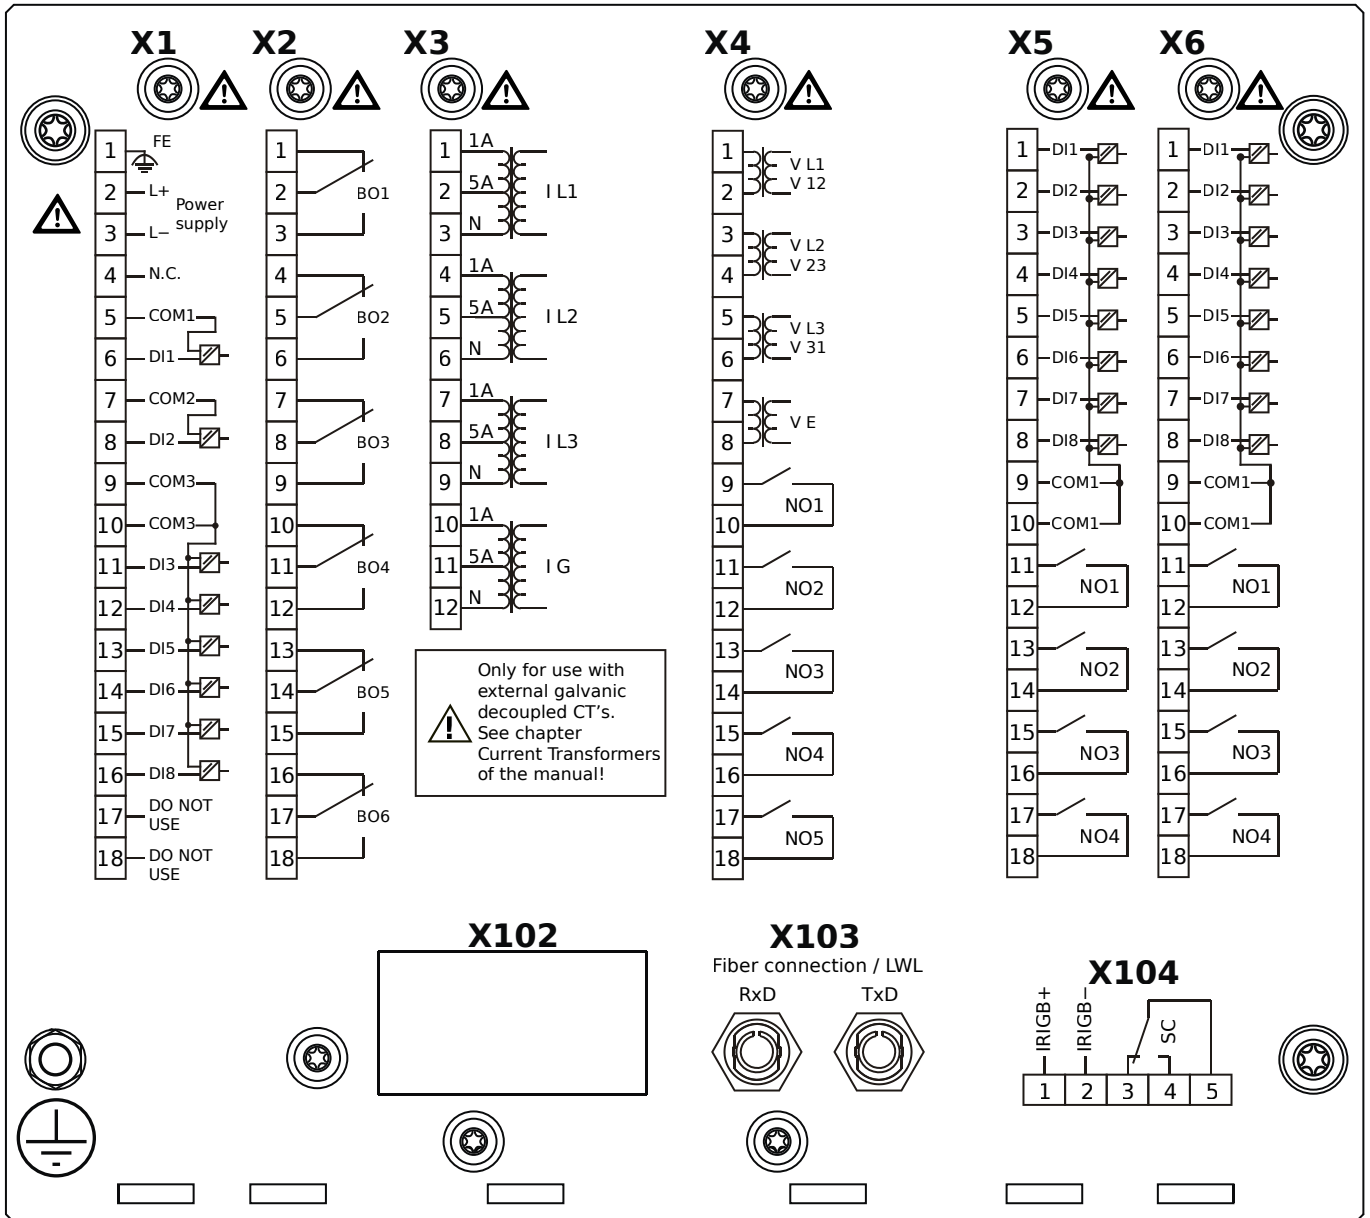 X1
X2
X3
X4
X5
X6
1 FE
2 L+
Power
supply
3 L−
4 N.C.
5 COM1
6 DI1
7 COM2
8 DI2
9 COM3
10 COM3
11 DI3
12 DI4
13 DI5
14 DI6
15 DI7
16 DI8
17 DO NOT
USE
18 DO NOT
USE
1
2 BO1
3
4
5 BO2
6
7
8 BO3
9
10
11 BO4
12
13
14 BO5
15
16
17 BO6
18
1 1A
2 5A I L1
3 N
4 1A
5 5A I L2
6 N
7 1A
8 5A I L3
9 N
10 1A
11 5A I G
12 N
Only for use with
external galvanic
decoupled CT's.
See chapter
Current Transformers
of the manual!
1 V L1
2 V 12
3 V L2
4 V 23
5 V L3
6 V 31
7
V E
8
9
NO1
10
11
NO2
12
13
NO3
14
15
NO4
16
17
NO5
18
1 DI1
2 DI2
3 DI3
4 DI4
5 DI5
6 DI6
7 DI7
8 DI8
9 COM1
10 COM1
11
NO1
12
13
NO2
14
15
NO3
16
17
NO4
18
1 DI1
2 DI2
3 DI3
4 DI4
5 DI5
6 DI6
7 DI7
8 DI8
9 COM1
10 COM1
11
NO1
12
13
NO2
14
15
NO3
16
17
NO4
18
X102
X103
Fiber connection / LWL
RxD TxD
X104
IRIGB+
IRIGB−
SC
1 2 3 4 5